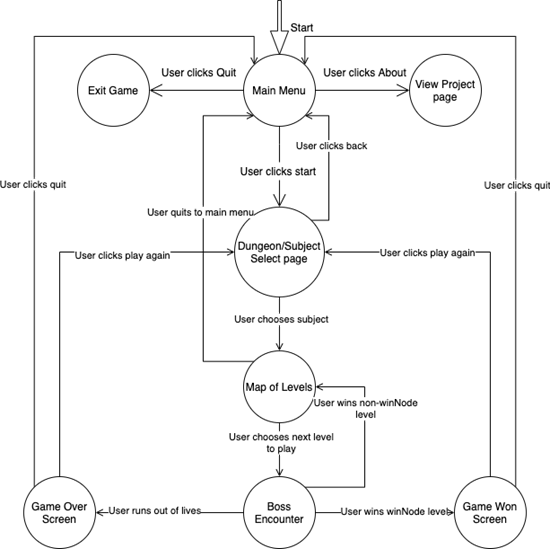 Start
User clicks Quit
User clicks About
Exit Game
Main Menu
View Project
page
User clicks back
User clicks start
User clicks quit
User clicks quit
User quits to main menu
Dungeon/Subject
Select page
User clicks play again
User clicks play again
User chooses subject
Map of Levels
User wins non-winNode
level
User chooses next level
to play
Game Over
Screen
User runs out of lives
Boss
Encounter
User wins winNode level
Game Won
Screen